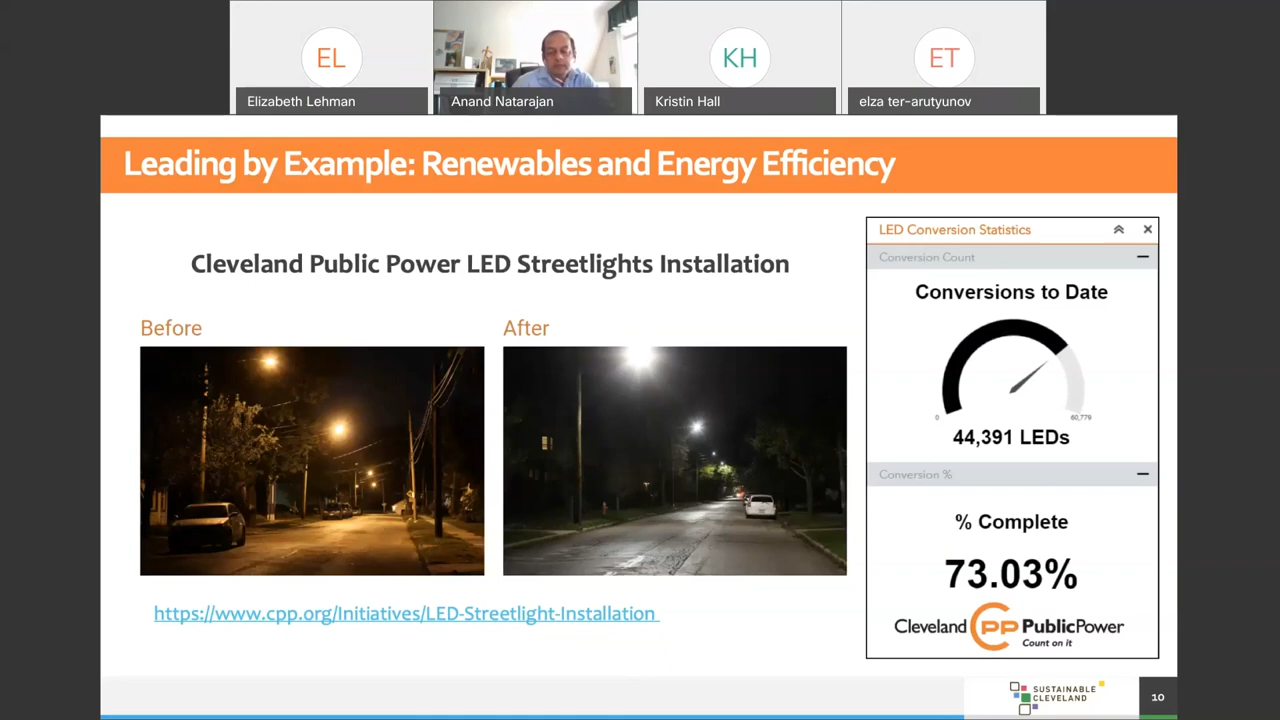 EL
KH
ET
Elizabeth Lehman
Anand Natarajan
Kristin Hall
elza ter-arutyunov
Leading by Example: Renewables and Energy Efficiency
Cleveland Public Power LED Streetlights Installation
Before
After
https://www.cpp.org/Initiatives/LED-Streetlight-Installation
LED Conversion Statistics
Conversion Count
Conversions to Date
0
60,779
44,391 LEDs
Conversion %
% Complete
73.03%
Cleveland CPP PublicPower
Count on it
SUSTAINABLE
CLEVELAND
10